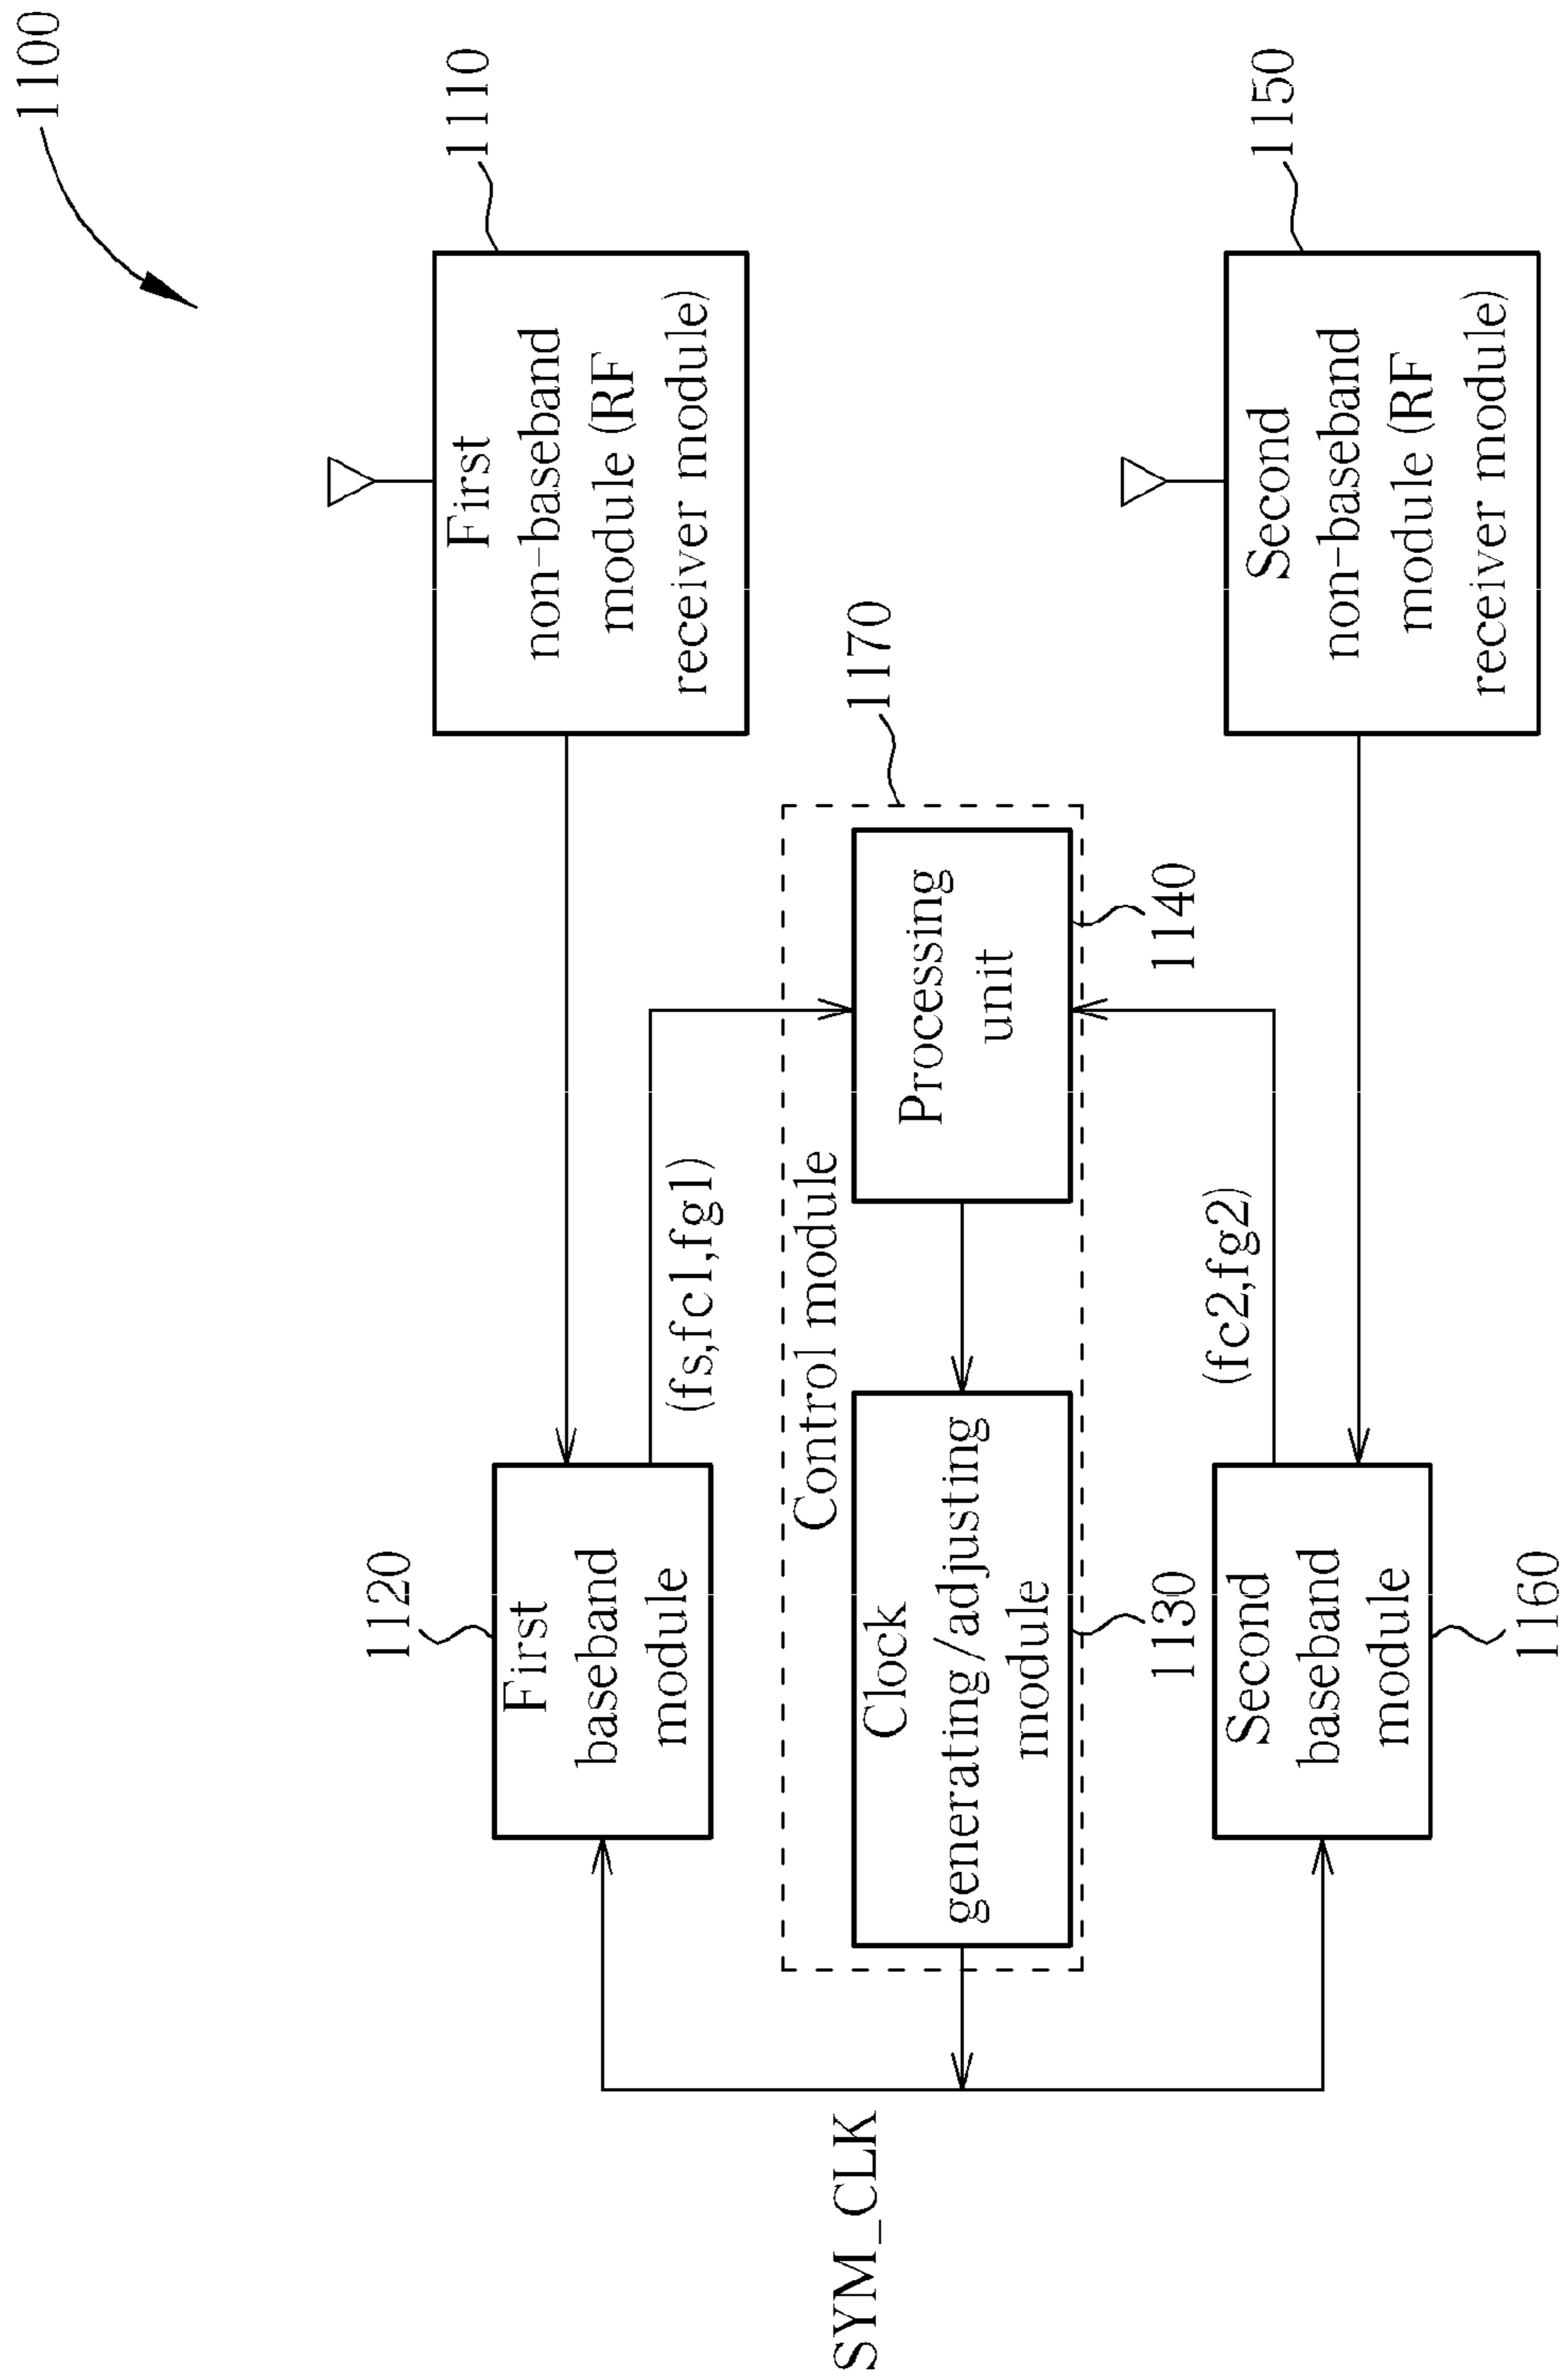 1100
1110
First
non-baseband
module (RF
receiver module)
1120
First
baseband
module
(fs,fc1,fg1)
1170
Control module
Processing
unit
1140
Clock
generating/adjusting
module
1130
SYM_CLK
(fc2,fg2)
1150
Second
non-baseband
module (RF
receiver module)
Second
baseband
module
1160